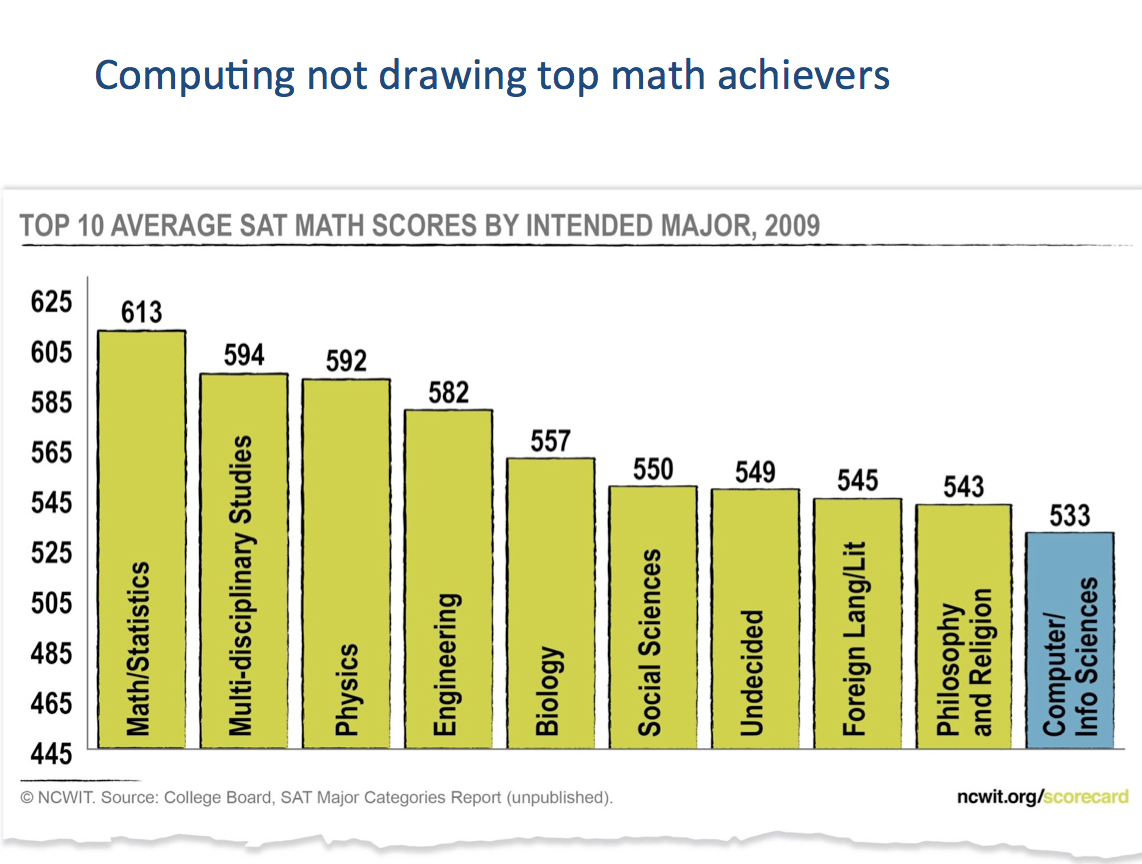 Computing not drawing top math achievers
TOP 10 AVERAGE SAT MATH SCORES BY INTENDED MAJOR, 2009
625
605
585
565
545
525
505
485
465
445
613
594
592
582
557
550
549
545
543
533
Math/Statistics
Multi-disciplinary Studies
Physics
Engineering
Biology
Social Sciences
Undecided
Foreign Lang/Lit
Philosophy
and Religion
Computer/
Info Sciences
© NCWIT. Source: College Board, SAT Major Categories Report (unpublished).
ncwit.org/scorecard